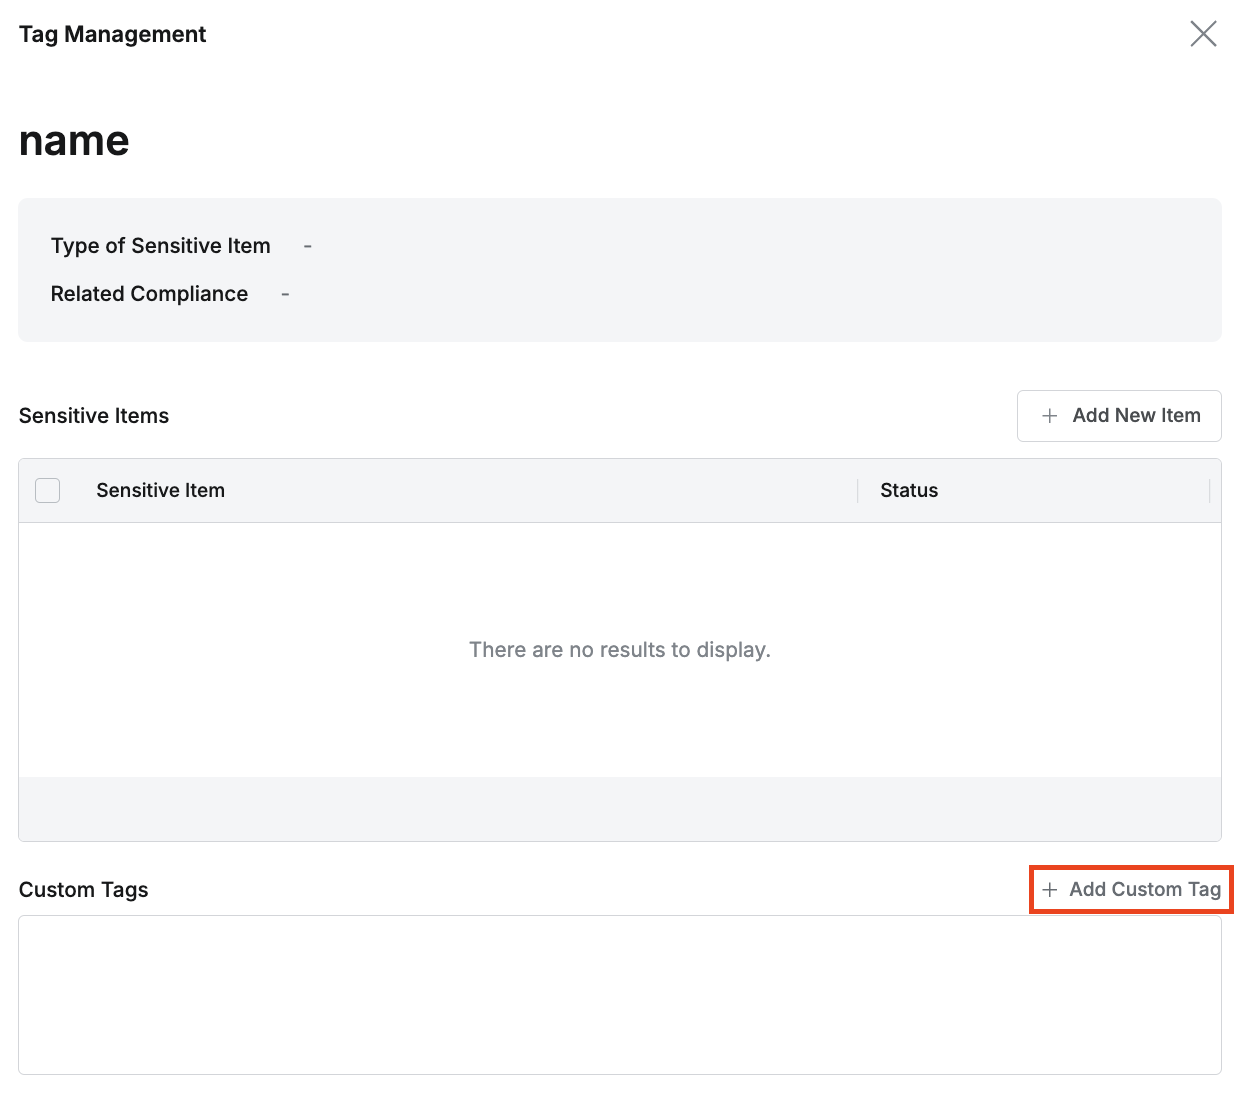 Tag Management
name
Type of Sensitive Item -
Related Compliance -
Sensitive Items
+ Add New Item
Sensitive Item Status
There are no results to display.
Custom Tags
+ Add Custom Tag